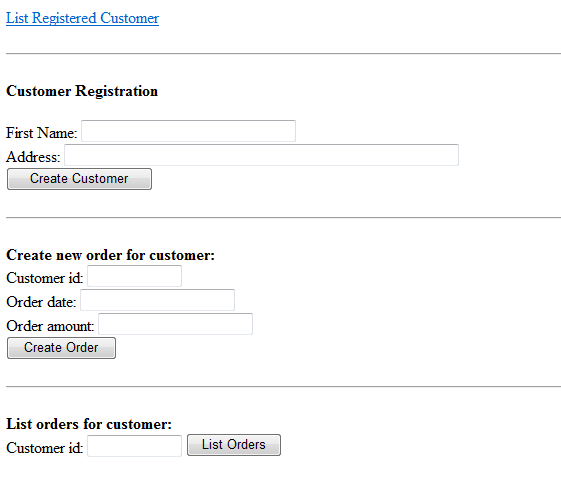 List Registered Customer
Customer Registration
First Name:
Address:
Create Customer
Create new order for customer:
Customer id:
Order date:
Order amount:
Create Order
List orders for customer:
Customer id: List Orders